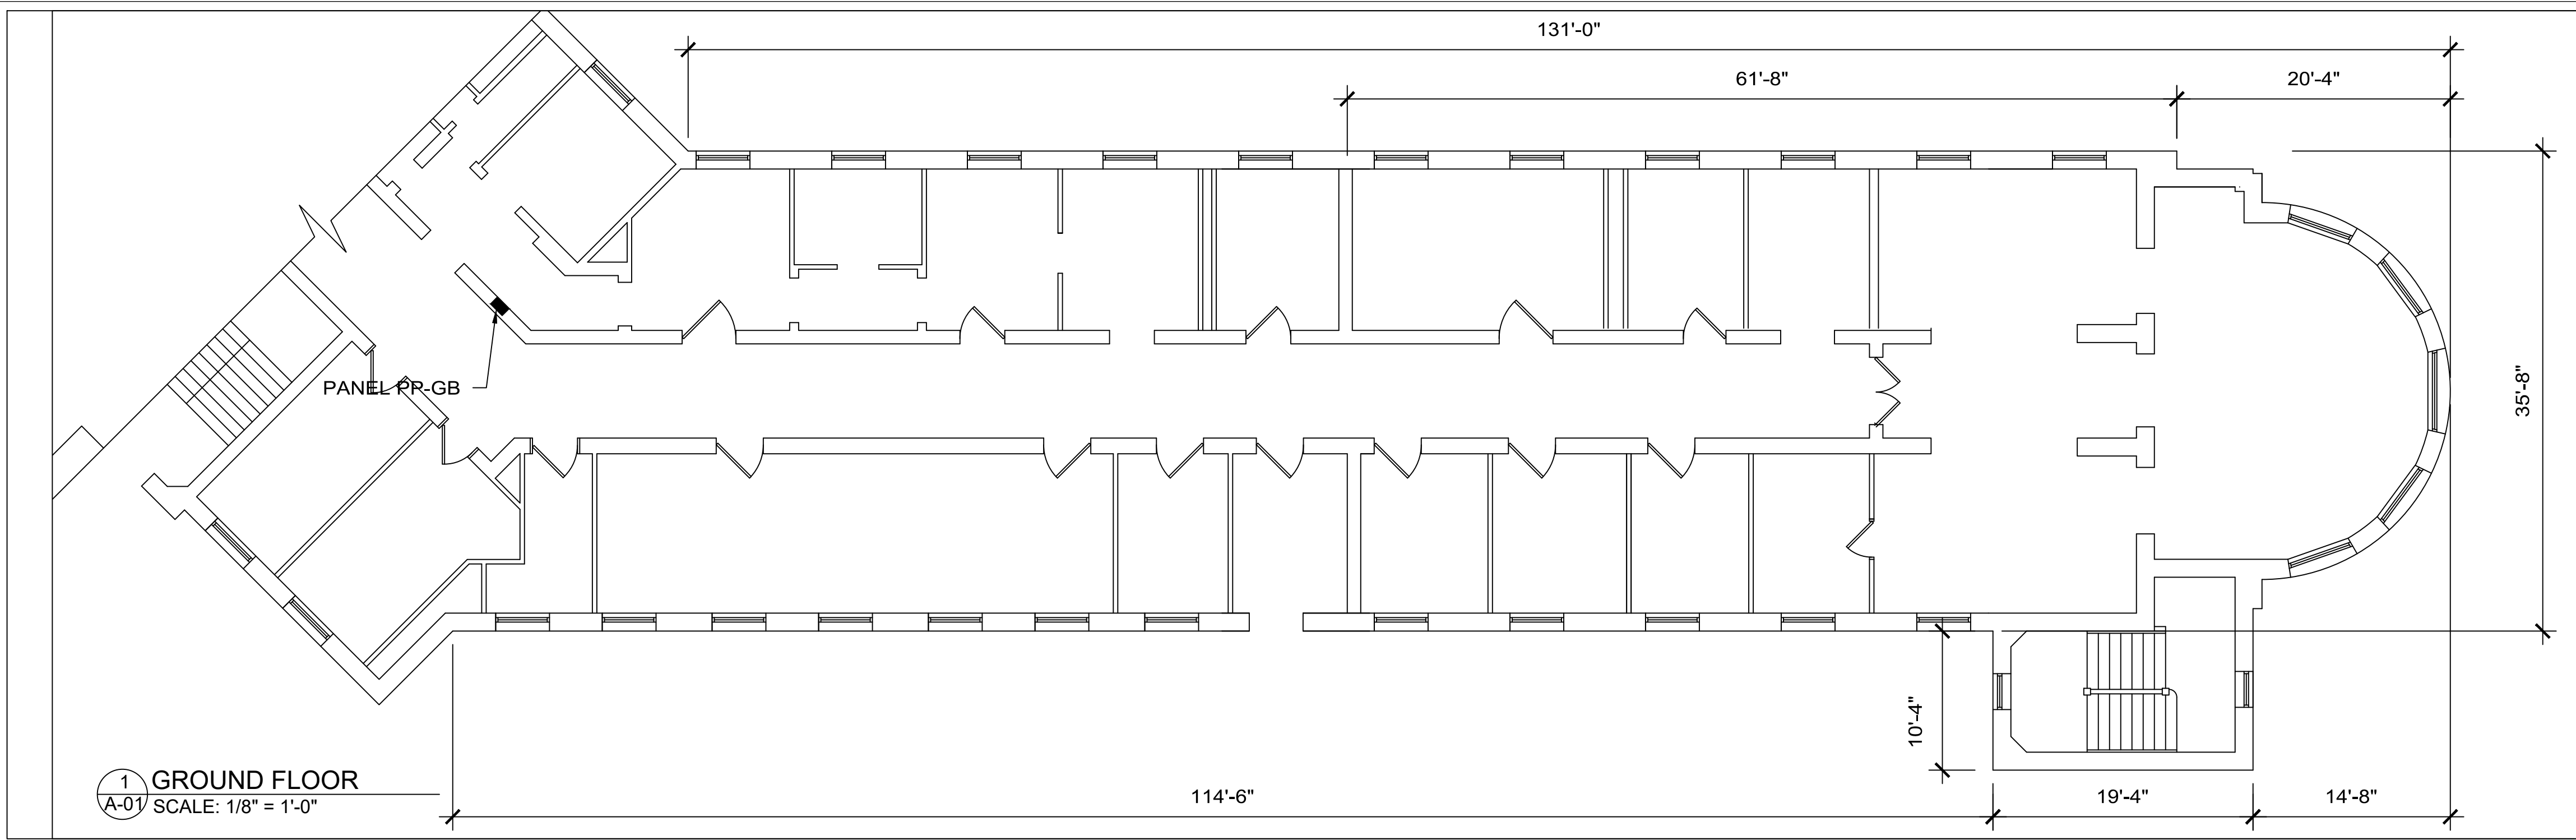 131'-0"
61'-8"
20'-4"
35'-8"
PANEL PP-GB
10'-4"
1
A-01
GROUND FLOOR
SCALE: 1/8" = 1'-0"
114'-6"
19'-4"
14'-8"